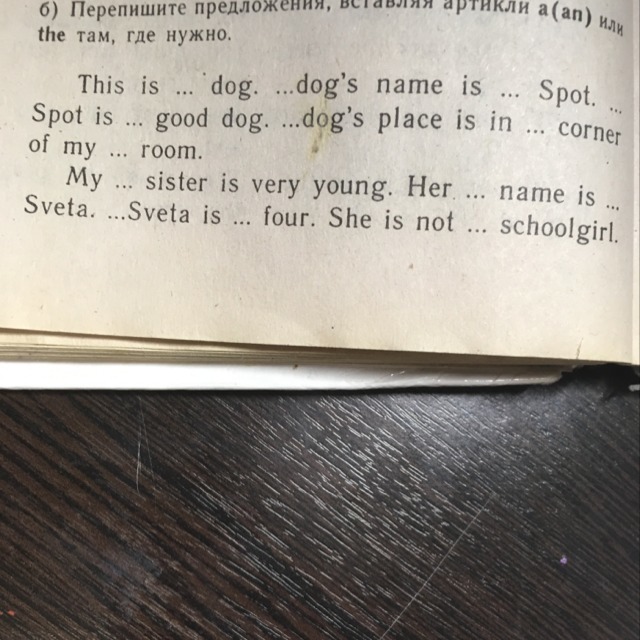 б) Перепишите предложения, вставляя артикли a(an) или
the там, где нужно.
This is ... dog. ...dog's name is ... Spot. ...
Spot is ... good dog. ...dog's place is in ... corner
of my ... room.
My ... sister is very young. Her ... name is ...
Sveta. ...Sveta is ... four. She is not ... schoolgirl.